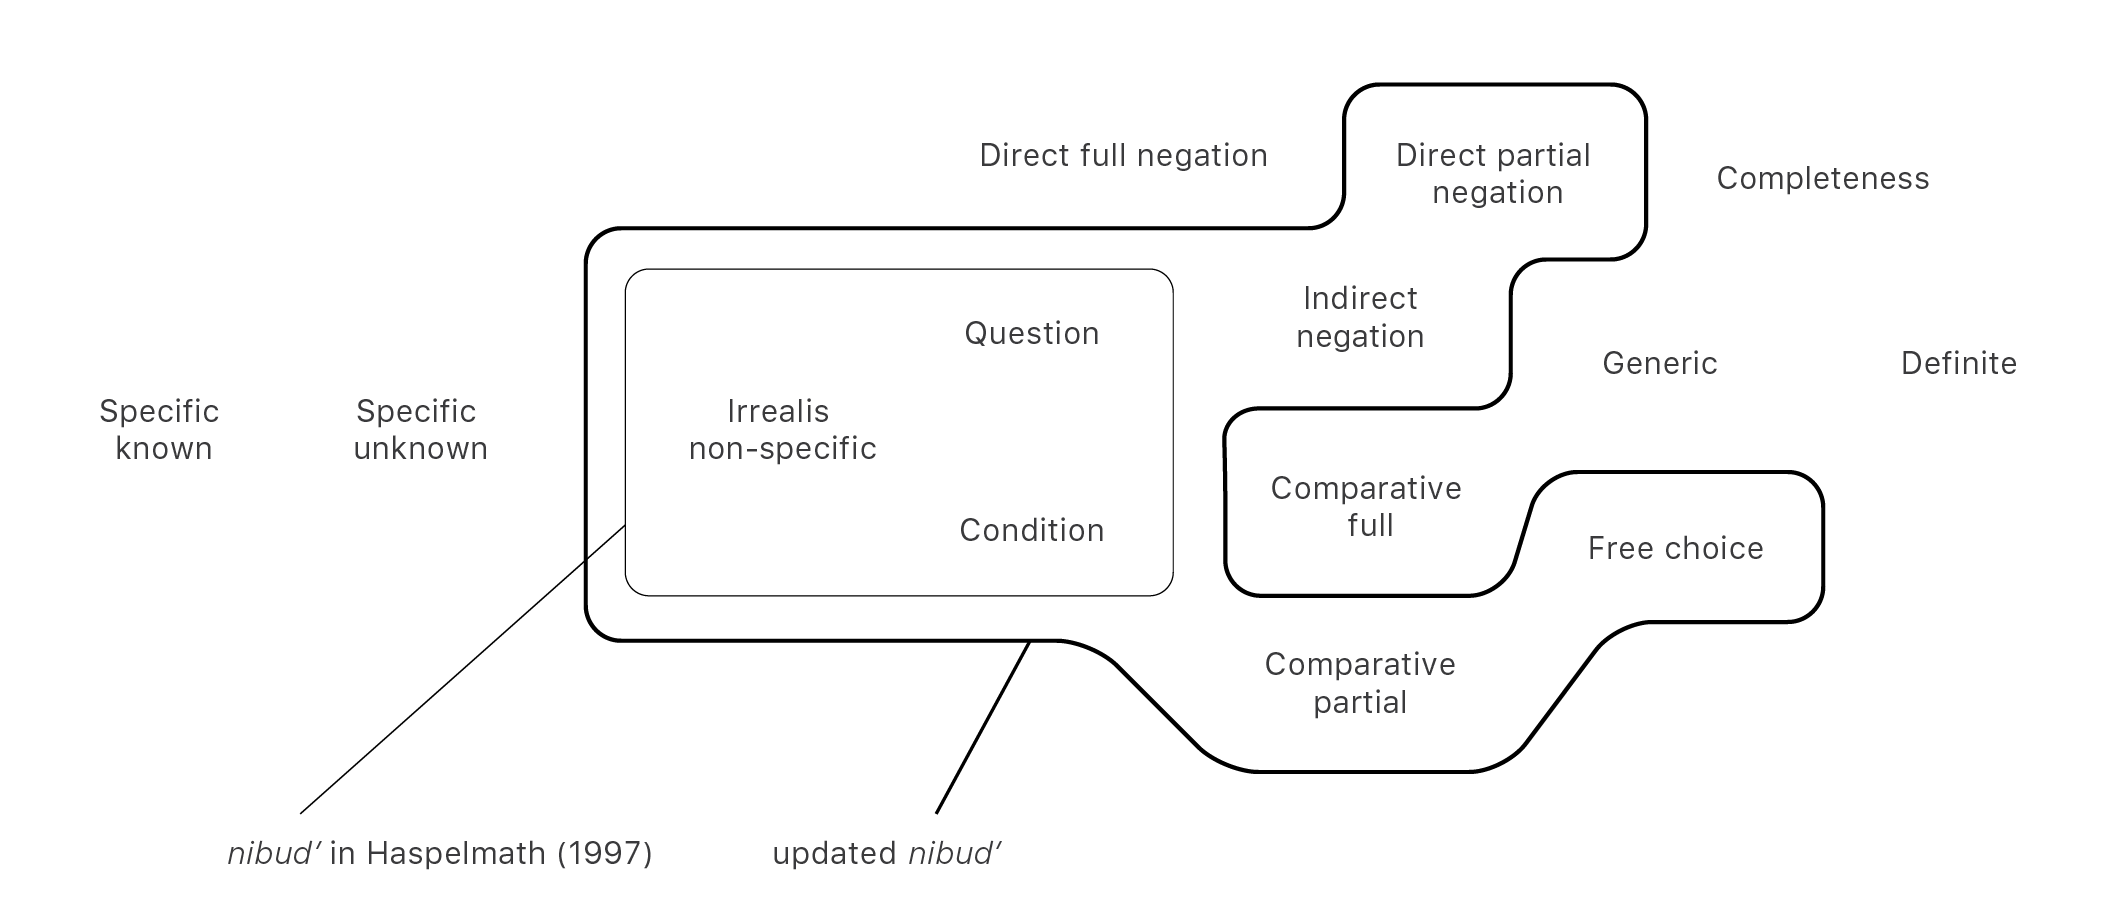 Direct full negation
Direct partial
negation
Completeness
Indirect
negation
Question
Generic
Definite
Specific
known
Specific
unknown
Irrealis
non-specific
Comparative
full
Condition
Free choice
Comparative
partial
nibud’ in Haspelmath (1997)
updated nibud’